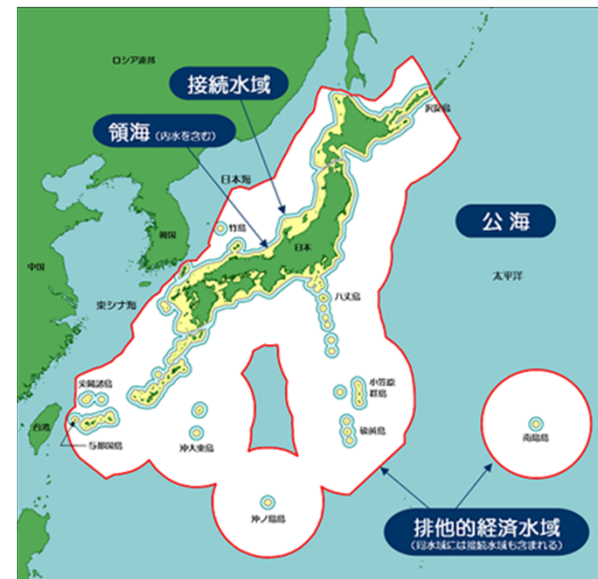 ロシア連邦
接続水域
領海 (内水を含む)
択捉島
日本海
竹島
韓国
日本
公海
中国
太平洋
東シナ海
八丈島
尖閣諸島
小笠原
群島
台湾
硫黄島
沖大東島
与那国島
南鳥島
沖ノ鳥島
排他的経済水域
(同水域には接続水域も含まれる)